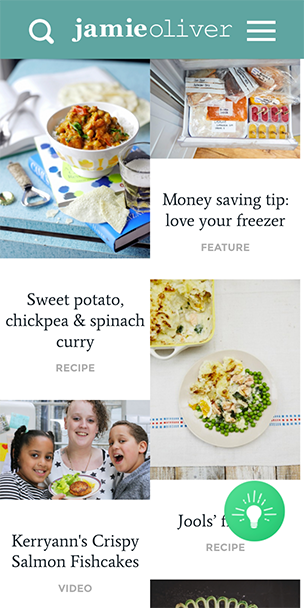 jamieoliver
Money saving tip:
love your freezer
FEATURE
Sweet potato,
chickpea & spinach
curry
RECIPE
Jools’
RECIPE
Kerryann's Crispy
Salmon Fishcakes
VIDEO